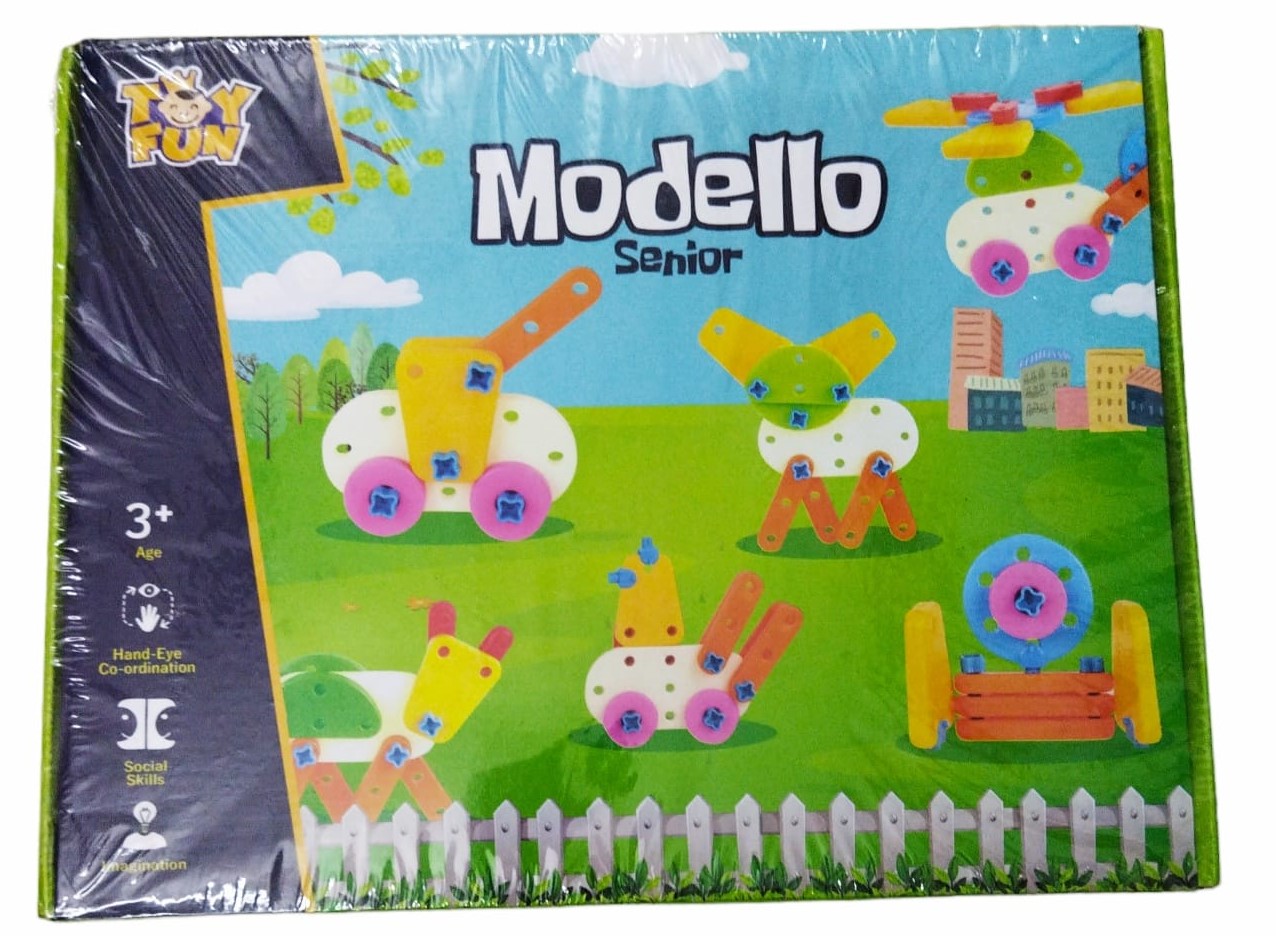 TOY
FUN
Modello
Senior
3+
Age
Hand-Eye
Co-ordination
Social
Skills
Imagination